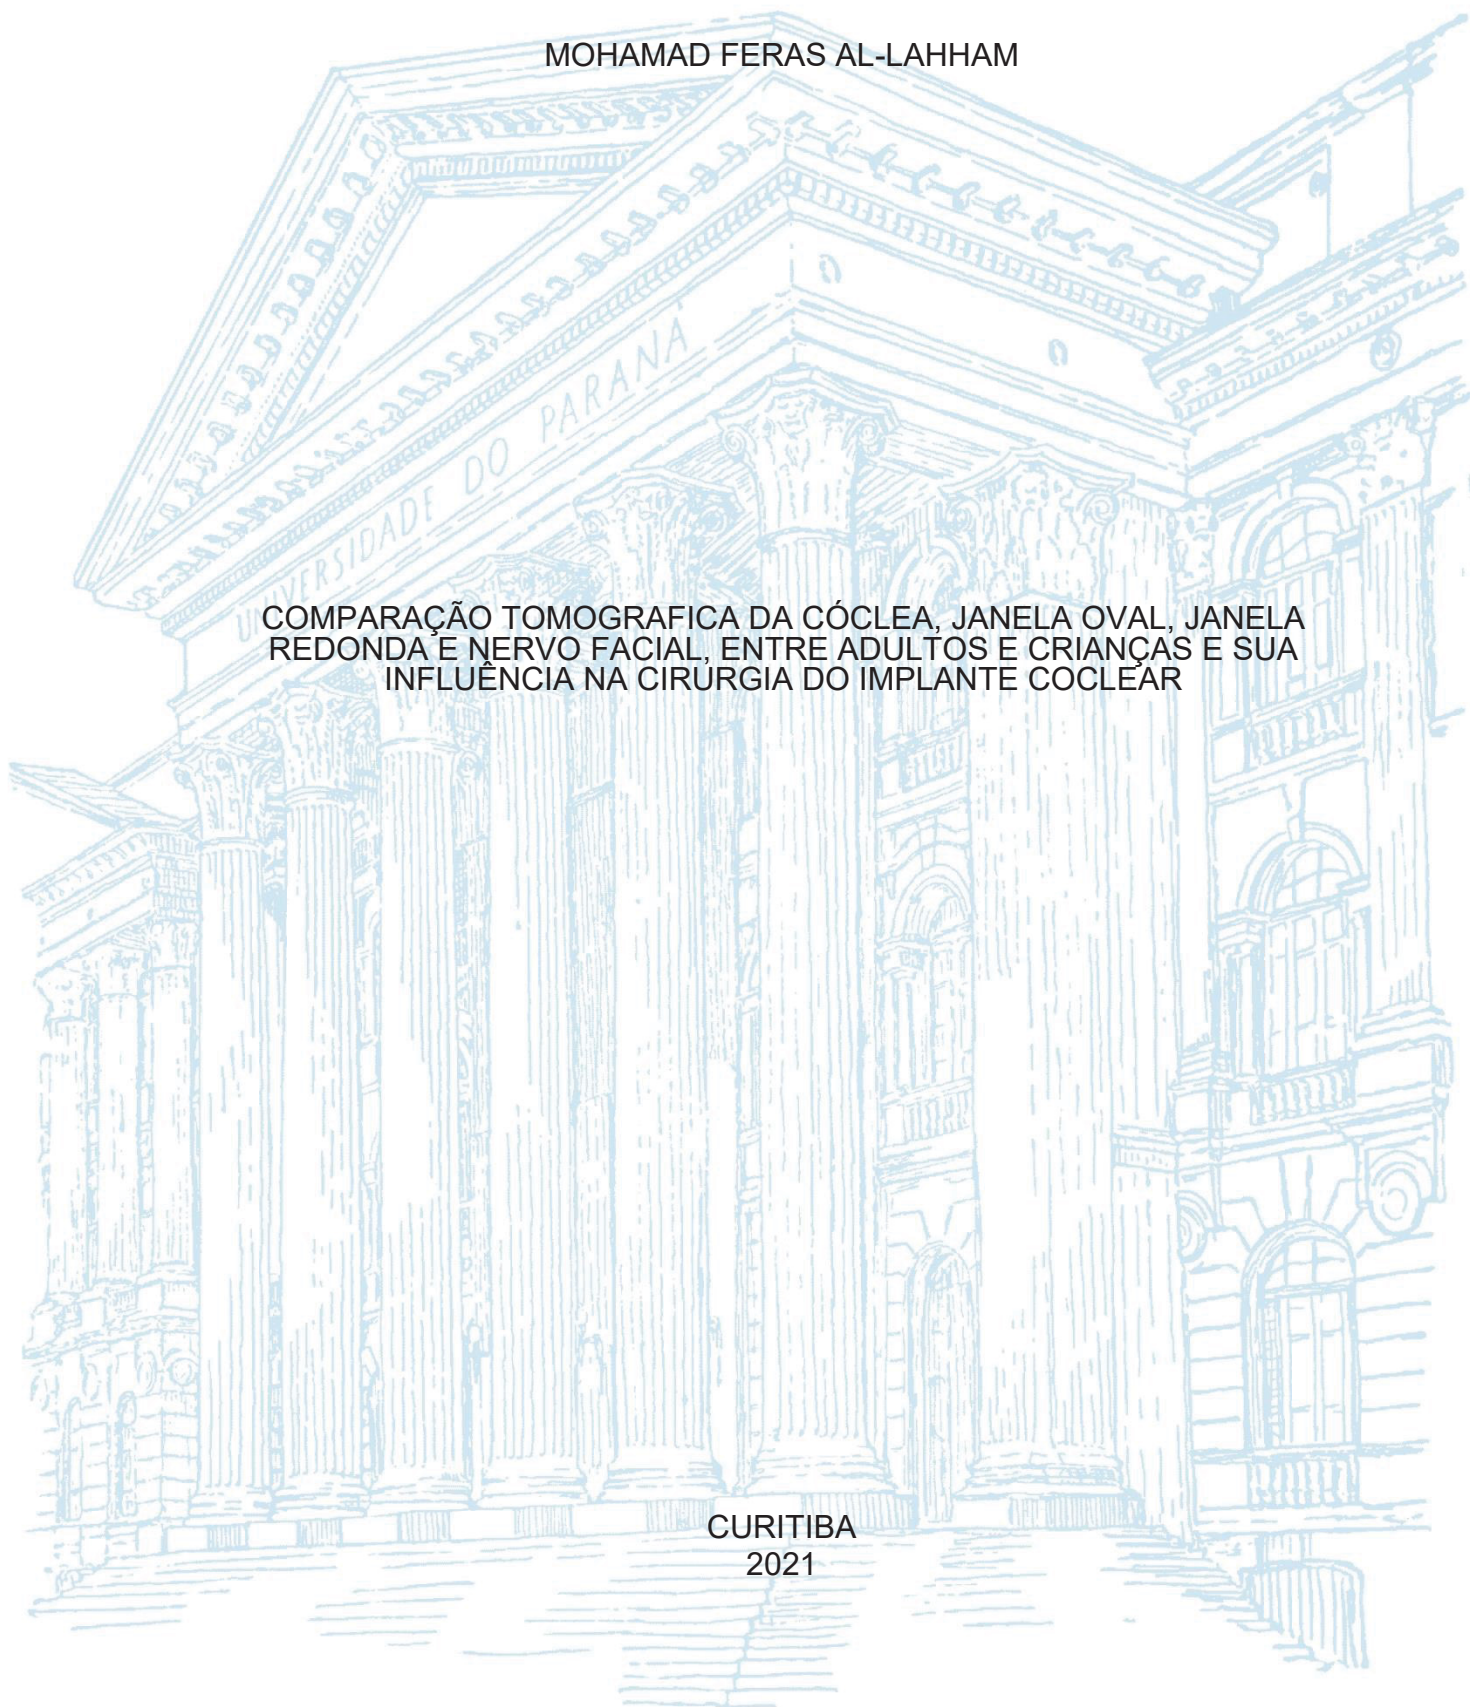 MOHAMAD FERAS AL-LAHHAM
UNIVERSIDADE DO PARANÁ
COMPARAÇÃO TOMOGRAFICA DA CÓCLEA, JANELA OVAL, JANELA
REDONDA E NERVO FACIAL, ENTRE ADULTOS E CRIANÇAS E SUA
INFLUÊNCIA NA CIRURGIA DO IMPLANTE COCLEAR
CURITIBA
2021